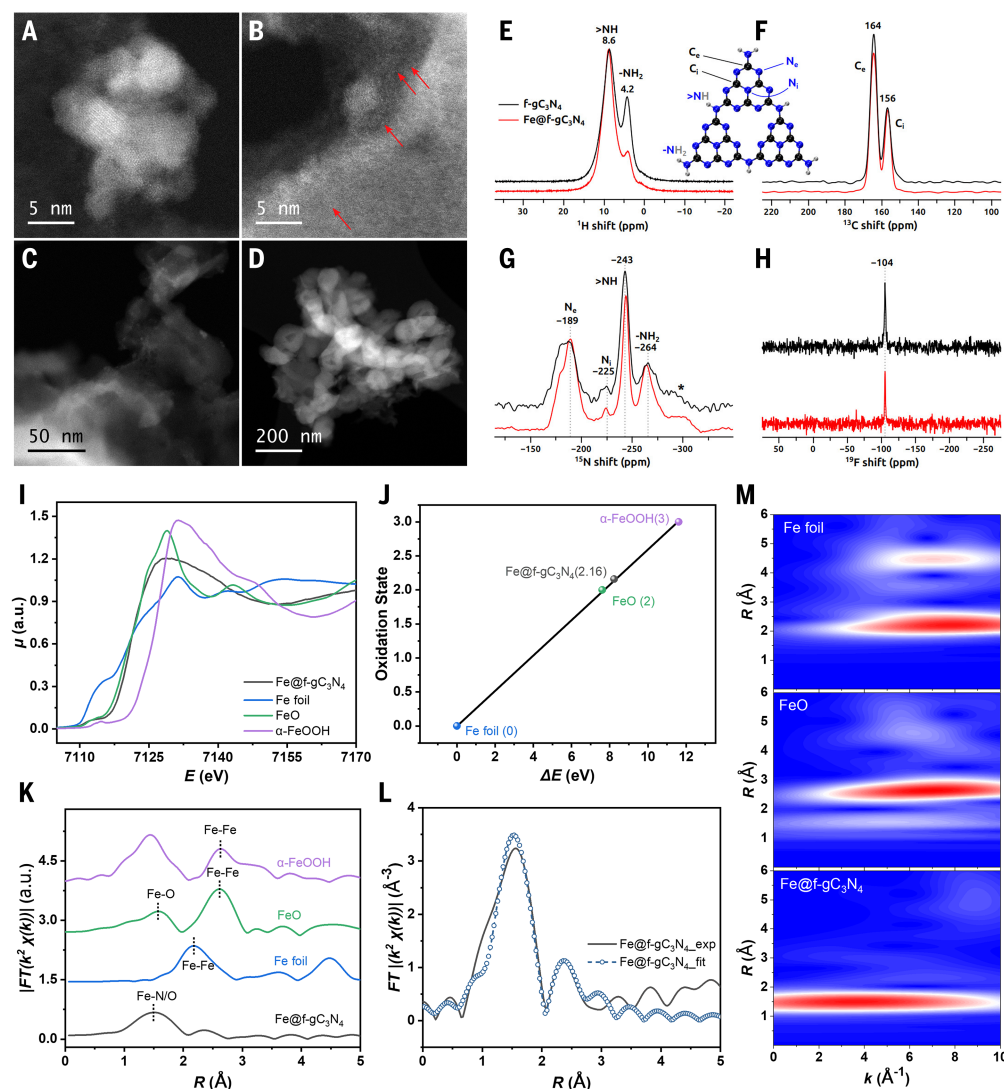 A
5 nm
B
5 nm
C
50 nm
D
200 nm
E
>NH
8.6
-NH₂
4.2
f-gC₃N₄
Fe@f-gC₃N₄
30 20 10 0 −10 −20
¹H shift (ppm)
Cₑ
Cᵢ
Nₑ
Nᵢ
>NH
-NH₂
F
164
Cₑ
156
Cᵢ
220 200 180 160 140 120 100
¹³C shift (ppm)
G
−243
>NH
Nₑ
−189
Nᵢ
−225
-NH₂
−264
*
−150 −200 −250 −300
¹⁵N shift (ppm)
H
−104
50 0 −50 −100 −150 −200 −250
¹⁹F shift (ppm)
I
μ (a.u.)
1.5
1.2
0.9
0.6
0.3
0.0
Fe@f-gC₃N₄
Fe foil
FeO
α-FeOOH
7110 7125 7140 7155 7170
E (eV)
J
Oxidation State
3.0
2.5
2.0
1.5
1.0
0.5
0.0
α-FeOOH(3)
Fe@f-gC₃N₄(2.16)
FeO (2)
Fe foil (0)
0 2 4 6 8 10 12
ΔE (eV)
K
|FT(k² χ(k))| (a.u.)
4.5
3.0
1.5
0.0
Fe-Fe
α-FeOOH
Fe-Fe
Fe-O
FeO
Fe-Fe
Fe foil
Fe-N/O
Fe@f-gC₃N₄
0 1 2 3 4 5
R (Å)
L
FT |(k² χ(k))| (Å⁻³)
4
3
2
1
0
Fe@f-gC₃N₄_exp
Fe@f-gC₃N₄_fit
0 1 2 3 4 5
R (Å)
M
Fe foil
R (Å)
6
5
4
3
2
1
FeO
R (Å)
6
5
4
3
2
1
Fe@f-gC₃N₄
R (Å)
6
5
4
3
2
1
0 2 4 6 8 10
k (Å⁻¹)